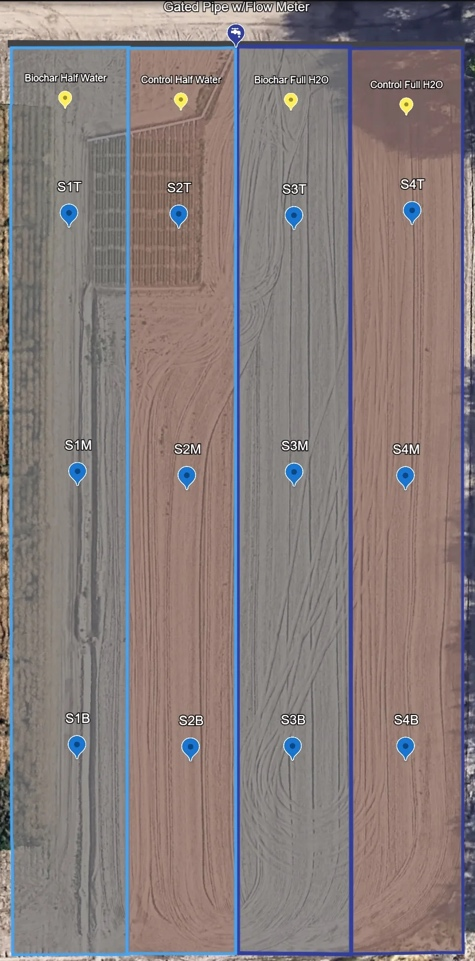 Gated Pipe w/Flow Meter
Biochar Half Water
Control Half Water
Biochar Full H2O
Control Full H2O
S1T
S2T
S3T
S4T
S1M
S2M
S3M
S4M
S1B
S2B
S3B
S4B